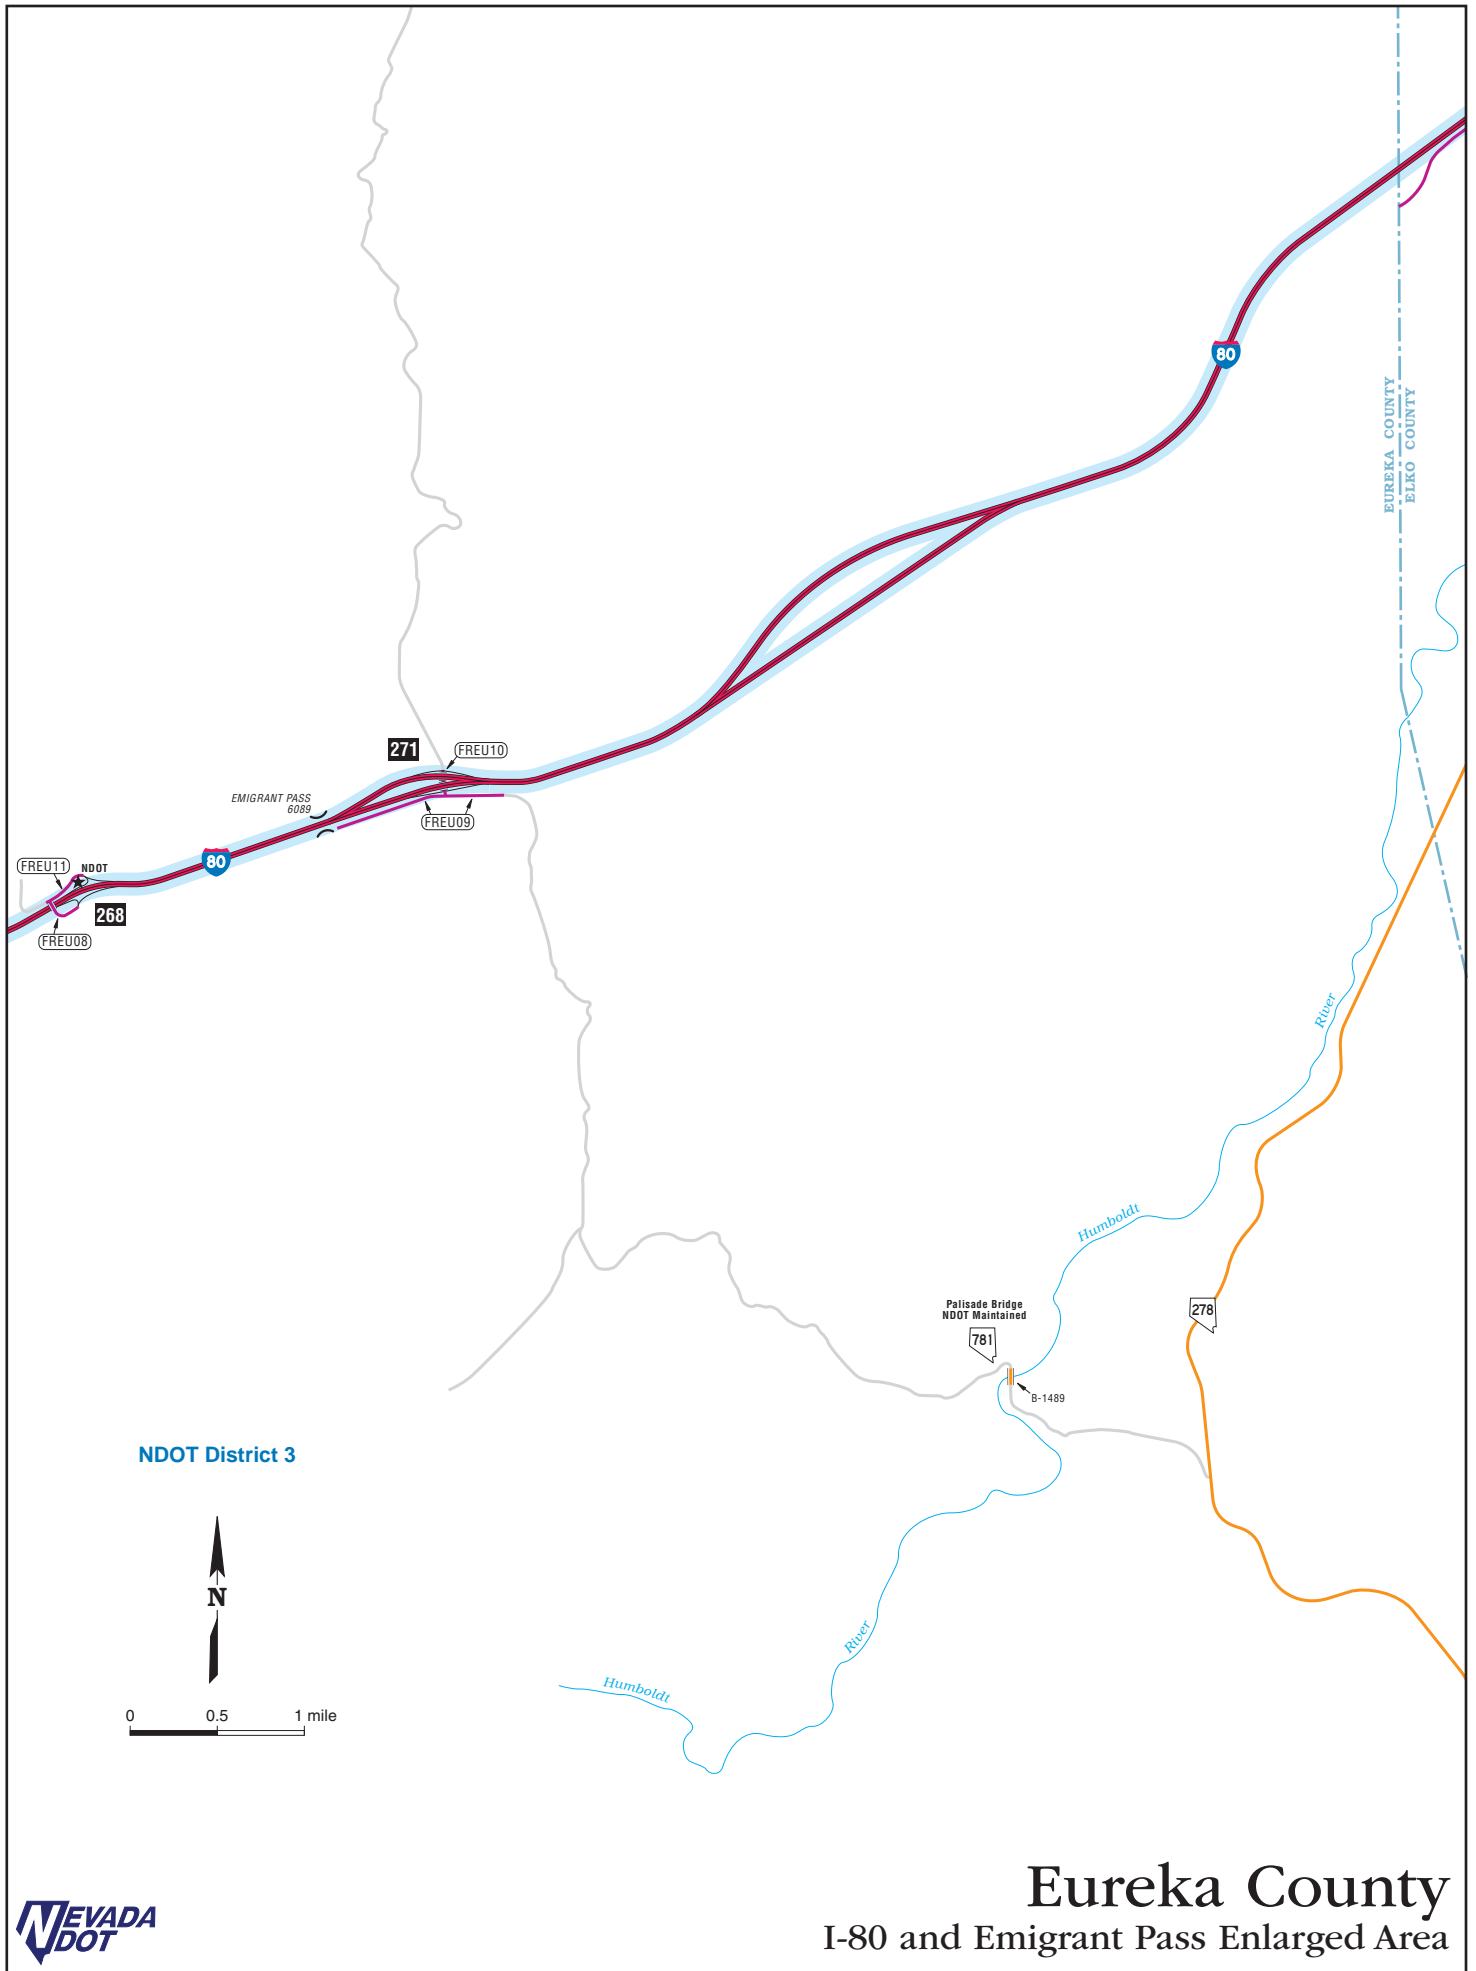 80
EUREKA COUNTY
ELKO COUNTY
271
FREU10
EMIGRANT PASS
6089
FREU09
80
FREU11
NDOT
268
FREU08
River
Humboldt
Palisade Bridge
NDOT Maintained
781
278
B-1489
NDOT District 3
N
River
Humboldt
0 0.5 1 mile
Eureka County
I-80 and Emigrant Pass Enlarged Area
NEVADA
DOT